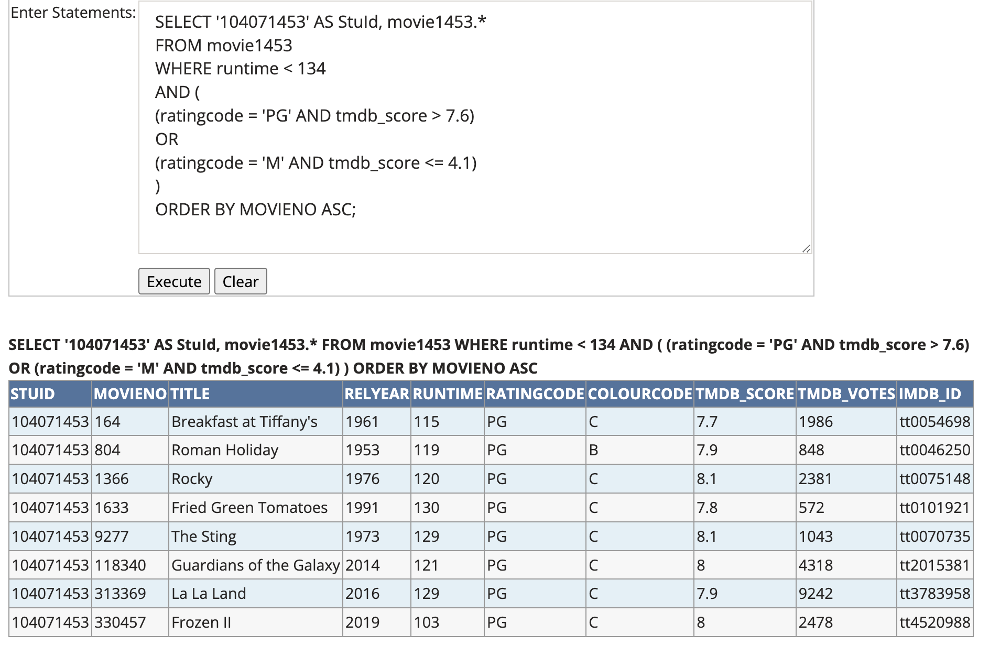 Enter Statements:
SELECT '104071453' AS StuId, movie1453.*
FROM movie1453
WHERE runtime < 134
AND (
(ratingcode = 'PG' AND tmdb_score > 7.6)
OR
(ratingcode = 'M' AND tmdb_score <= 4.1)
)
ORDER BY MOVIENO ASC;
Execute Clear
SELECT '104071453' AS StuId, movie1453.* FROM movie1453 WHERE runtime < 134 AND ( (ratingcode = 'PG' AND tmdb_score > 7.6)
OR (ratingcode = 'M' AND tmdb_score <= 4.1) ) ORDER BY MOVIENO ASC
STUID MOVIENO TITLE RELYEAR RUNTIME RATINGCODE COLOURCODE TMDB_SCORE TMDB_VOTES IMDB_ID
104071453 164 Breakfast at Tiffany's 1961 115 PG C 7.7 1986 tt0054698
104071453 804 Roman Holiday 1953 119 PG B 7.9 848 tt0046250
104071453 1366 Rocky 1976 120 PG C 8.1 2381 tt0075148
104071453 1633 Fried Green Tomatoes 1991 130 PG C 7.8 572 tt0101921
104071453 9277 The Sting 1973 129 PG C 8.1 1043 tt0070735
104071453 118340 Guardians of the Galaxy 2014 121 PG C 8 4318 tt2015381
104071453 313369 La La Land 2016 129 PG C 7.9 9242 tt3783958
104071453 330457 Frozen II 2019 103 PG C 8 2478 tt4520988